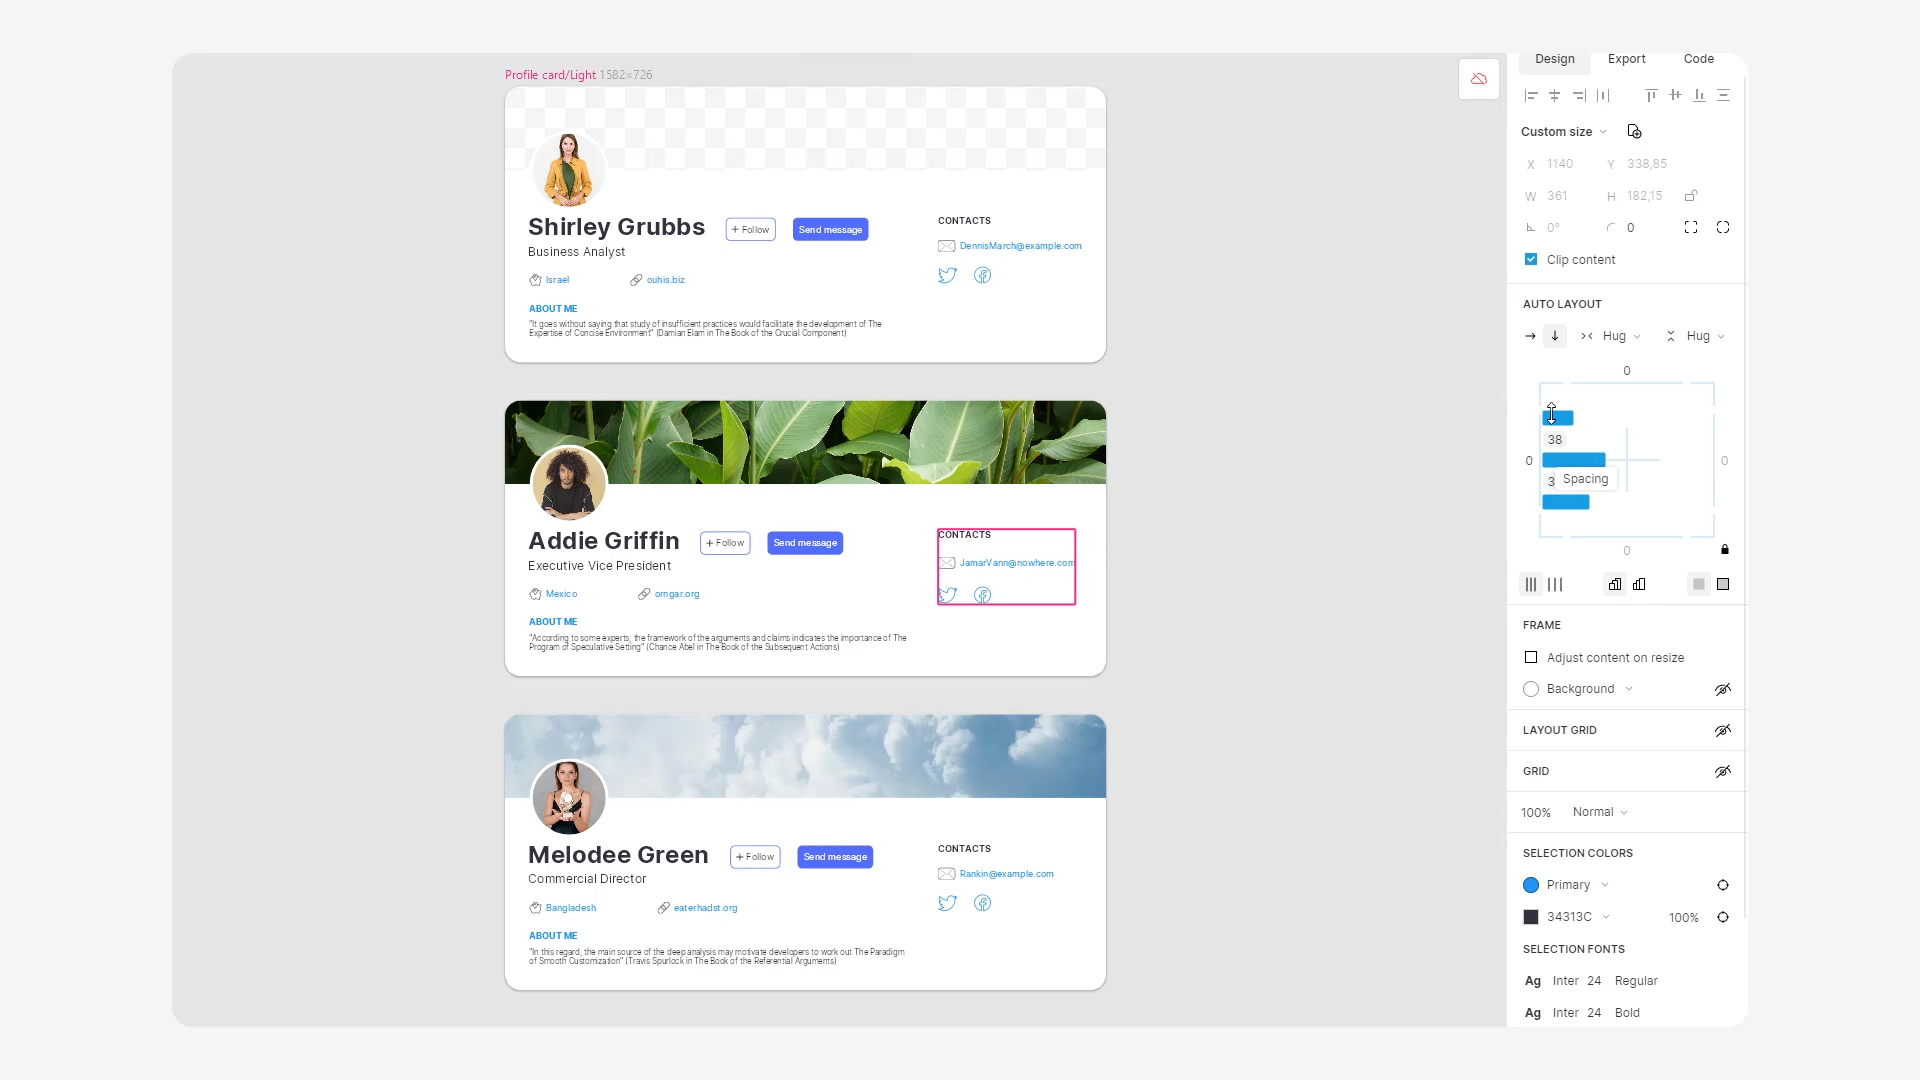 Profile card/Light 1582×726
Shirley Grubbs
+ Follow
Send message
Business Analyst
Israel
ouhis.biz
ABOUT ME
"It goes without saying that study of insufficient practices would facilitate the development of The
Expertise of Concise Environment" (Damian Elam in The Book of the Crucial Component)
CONTACTS
DennisMarch@example.com
Addie Griffin
+ Follow
Send message
Executive Vice President
Mexico
orngar.org
ABOUT ME
"According to some experts, the framework of the arguments and claims indicates the importance of The
Program of Speculative Setting" (Chance Abel in The Book of the Subsequent Actions)
CONTACTS
JamarVann@nowhere.com
Melodee Green
+ Follow
Send message
Commercial Director
Bangladesh
eaterhadst.org
ABOUT ME
"In this regard, the main source of the deep analysis may motivate developers to work out The Paradigm
of Smooth Customization" (Travis Spurlock in The Book of the Referential Arguments)
CONTACTS
Rankin@example.com
Design Export Code
Custom size
X 1140 Y 338,85
W 361 H 182,15
0° 0
Clip content
AUTO LAYOUT
Hug Hug
0
38
0 0
3 Spacing
0
FRAME
Adjust content on resize
Background
LAYOUT GRID
GRID
100% Normal
SELECTION COLORS
Primary
34313C 100%
SELECTION FONTS
Ag Inter 24 Regular
Ag Inter 24 Bold